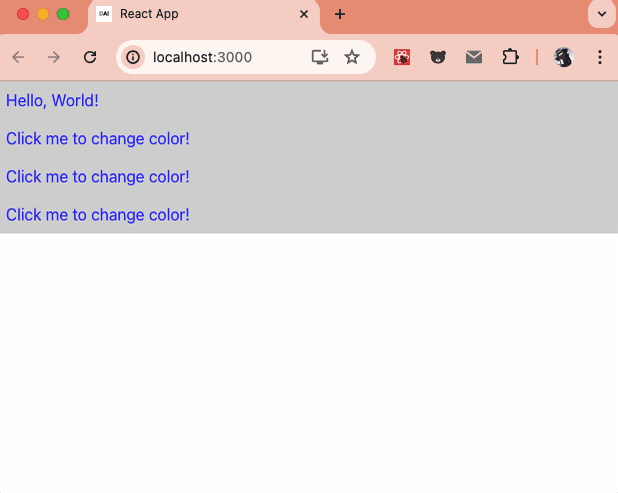 BAI React App
localhost:3000
Hello, World!
Click me to change color!
Click me to change color!
Click me to change color!